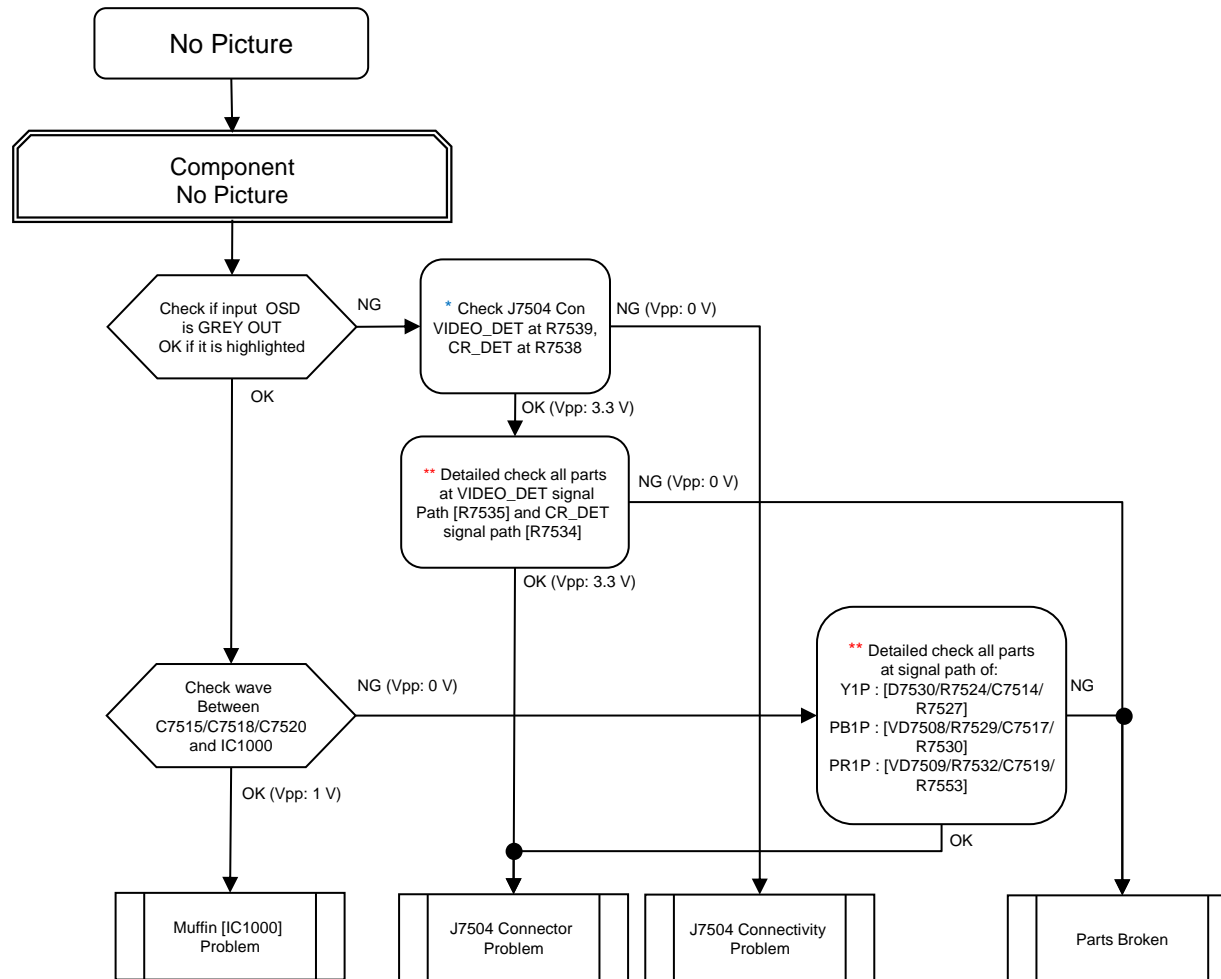 No Picture
Component
No Picture
Check if input OSD
is GREY OUT
OK if it is highlighted
NG
OK
* Check J7504 Con
VIDEO_DET at R7539,
CR_DET at R7538
NG (Vpp: 0 V)
OK (Vpp: 3.3 V)
** Detailed check all parts
at VIDEO_DET signal
Path [R7535] and CR_DET
signal path [R7534]
NG (Vpp: 0 V)
OK (Vpp: 3.3 V)
Check wave
Between
C7515/C7518/C7520
and IC1000
NG (Vpp: 0 V)
OK (Vpp: 1 V)
** Detailed check all parts
at signal path of:
Y1P : [D7530/R7524/C7514/
R7527]
PB1P : [VD7508/R7529/C7517/
R7530]
PR1P : [VD7509/R7532/C7519/
R7553]
NG
OK
Muffin [IC1000]
Problem
J7504 Connector
Problem
J7504 Connectivity
Problem
Parts Broken